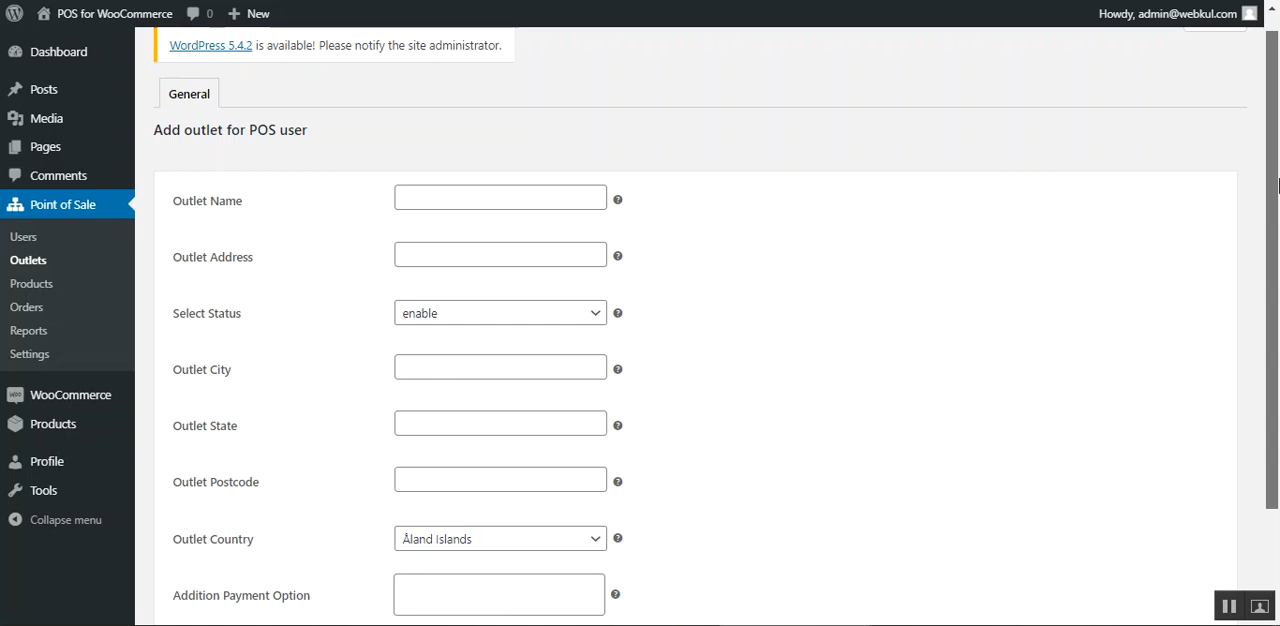 POS for WooCommerce 0 New Howdy, admin@webkul.com
Dashboard
Posts
Media
Pages
Comments
Point of Sale
Users
Outlets
Products
Orders
Reports
Settings
WooCommerce
Products
Profile
Tools
Collapse menu
WordPress 5.4.2 is available! Please notify the site administrator.
General
Add outlet for POS user
Outlet Name
Outlet Address
Select Status enable
Outlet City
Outlet State
Outlet Postcode
Outlet Country Åland Islands
Addition Payment Option